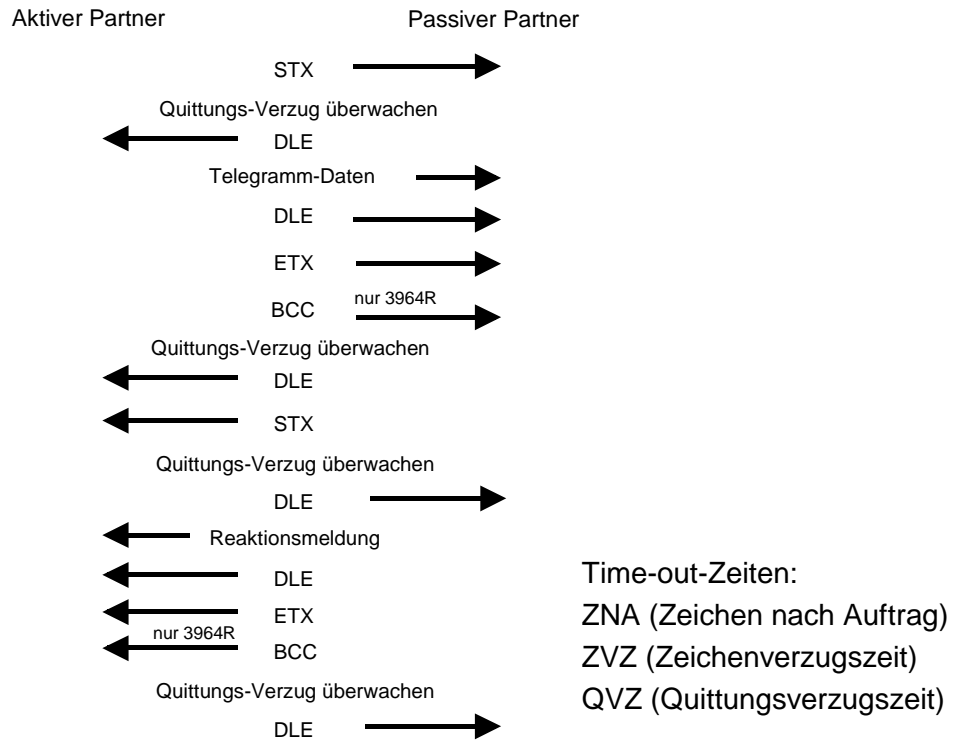 Aktiver Partner Passiver Partner
STX
Quittungs-Verzug überwachen
DLE
Telegramm-Daten
DLE
ETX
BCC nur 3964R
Quittungs-Verzug überwachen
DLE
STX
Quittungs-Verzug überwachen
DLE
Reaktionsmeldung
DLE
ETX
nur 3964R BCC
Quittungs-Verzug überwachen
DLE
Time-out-Zeiten:
ZNA (Zeichen nach Auftrag)
ZVZ (Zeichenverzugszeit)
QVZ (Quittungsverzugszeit)